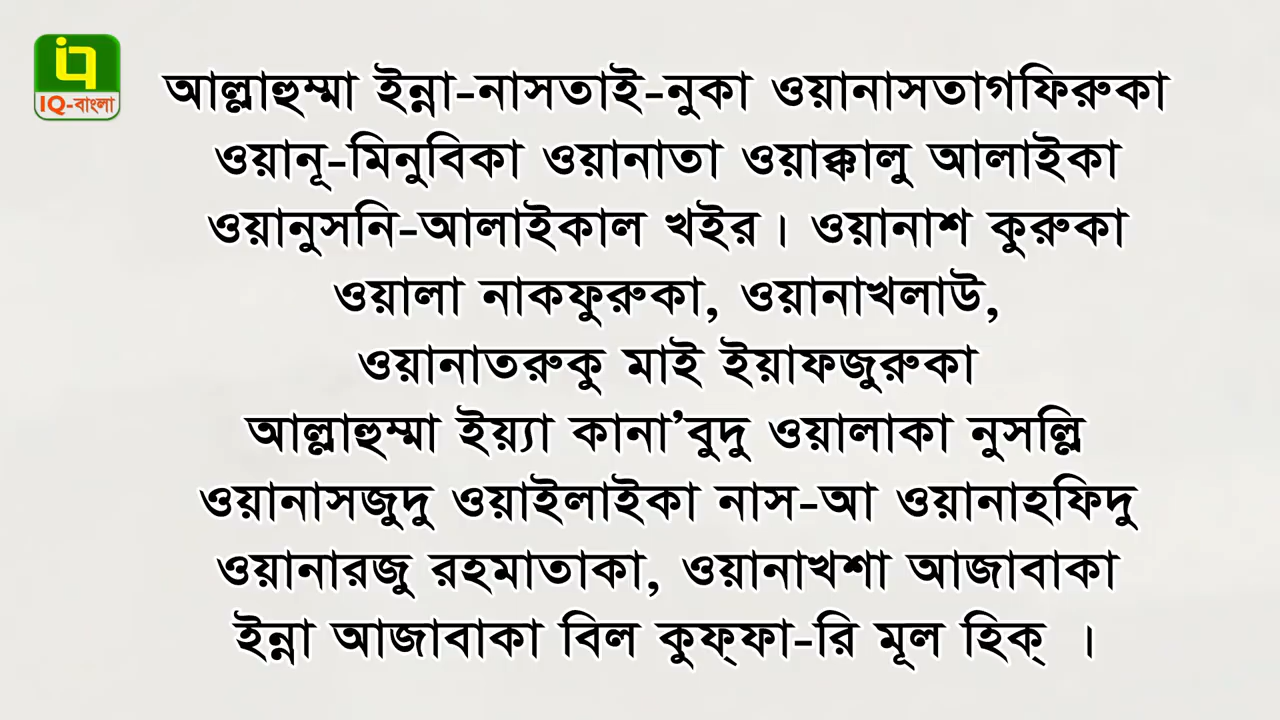 IQ-বাংলা
আল্লাহুম্মা ইন্না-নাসতাই-নুকা ওয়ানাসতাগফিরুকা
ওয়ানূ-মিনুবিকা ওয়ানাতা ওয়াক্কালু আলাইকা
ওয়ানুসনি-আলাইকাল খইর। ওয়ানাশ কুরুকা
ওয়ালা নাকফুরুকা, ওয়ানাখলাউ,
ওয়ানাতরুকু মাই ইয়াফজুরুকা
আল্লাহুম্মা ইয়্যা কানা’বুদু ওয়ালাকা নুসল্লি
ওয়ানাসজুদু ওয়াইলাইকা নাস-আ ওয়ানাহফিদু
ওয়ানারজু রহমাতাকা, ওয়ানাখশা আজাবাকা
ইন্না আজাবাকা বিল কুফ্‌ফা-রি মূল হিক্ ।